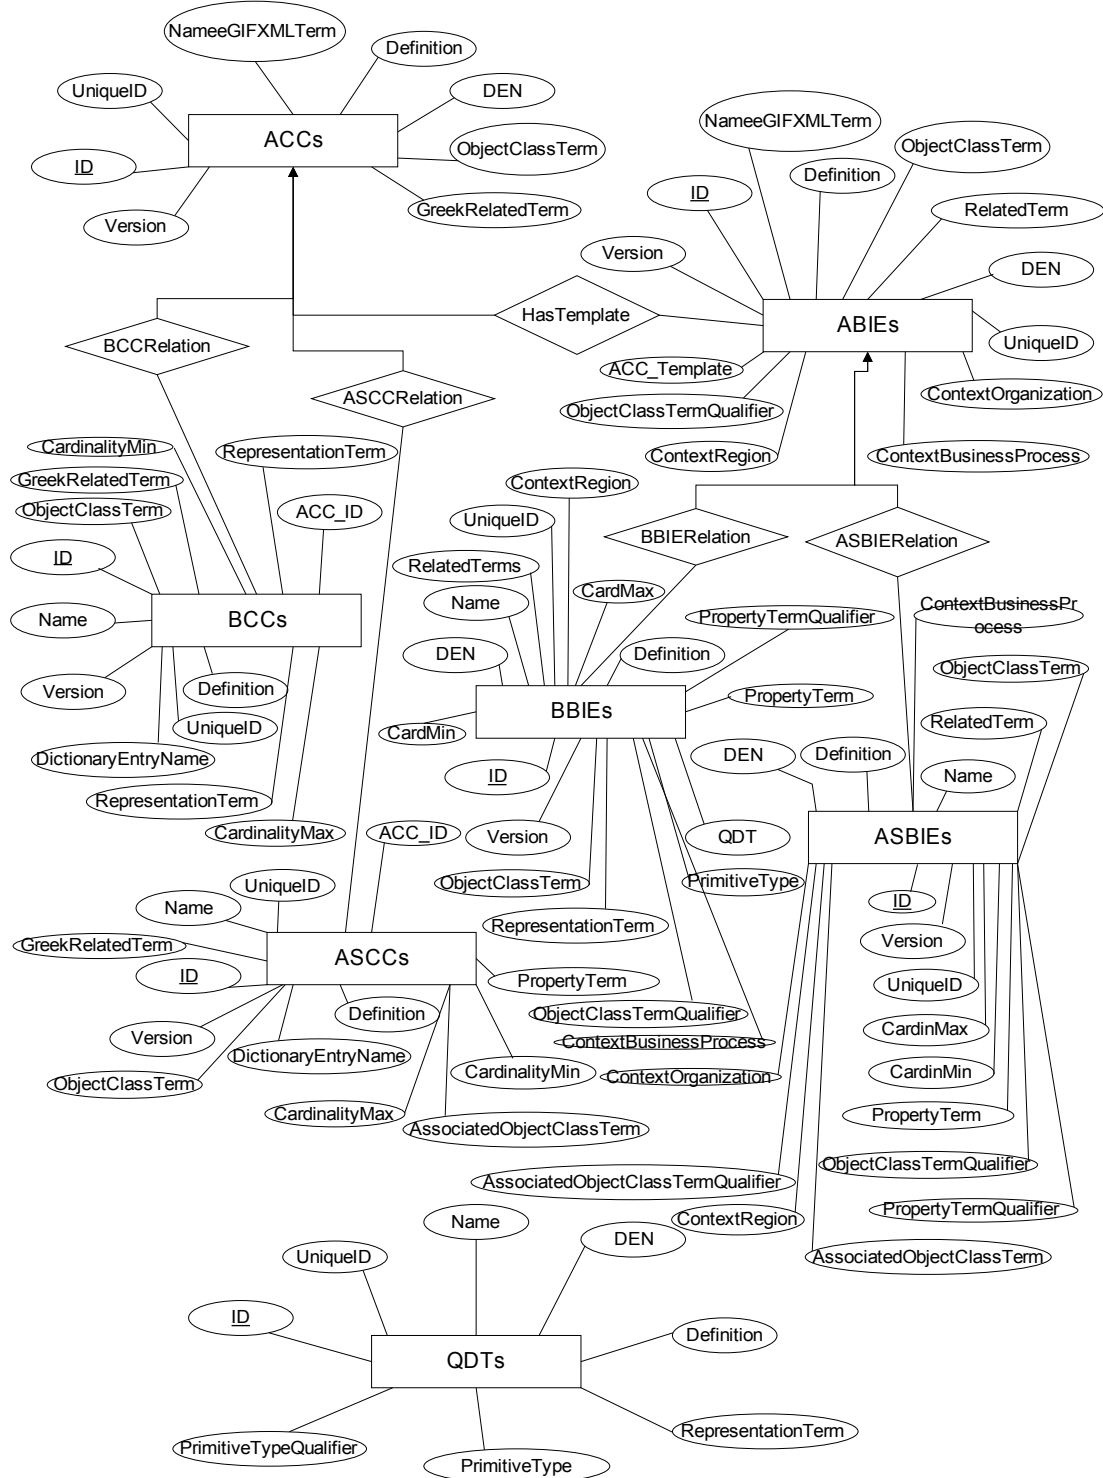 NameeGIFXMLTerm
Definition
UniqueID
DEN
ACCs
ObjectClassTerm
ID
GreekRelatedTerm
Version
NameeGIFXMLTerm
ObjectClassTerm
Definition
ID
RelatedTerm
Version
DEN
HasTemplate
ABIEs
UniqueID
BCCRelation
ACC_Template
ContextOrganization
ASCCRelation
ObjectClassTermQualifier
ContextRegion
ContextBusinessProcess
CardinalityMin
RepresentationTerm
GreekRelatedTerm
ContextRegion
ObjectClassTerm
ACC_ID
UniqueID
BBIERelation
ASBIERelation
ID
RelatedTerms
CardMax
Name
BCCs
PropertyTermQualifier
ContextBusinessPr
ocess
Name
DEN
Definition
ObjectClassTerm
Version
Definition
BBIEs
PropertyTerm
UniqueID
RelatedTerm
CardMin
DictionaryEntryName
DEN
Definition
Name
ID
RepresentationTerm
CardinalityMax
ACC_ID
Version
QDT
ASBIEs
UniqueID
ObjectClassTerm
PrimitiveType
Name
ID
RepresentationTerm
GreekRelatedTerm
Version
ID
ASCCs
PropertyTerm
UniqueID
Version
Definition
ObjectClassTermQualifier
CardinMax
DictionaryEntryName
ContextBusinessProcess
ObjectClassTerm
CardinalityMin
ContextOrganization
CardinMin
CardinalityMax
PropertyTerm
AssociatedObjectClassTerm
ObjectClassTermQualifier
AssociatedObjectClassTermQualifier
PropertyTermQualifier
ContextRegion
Name
DEN
UniqueID
AssociatedObjectClassTerm
ID
Definition
QDTs
RepresentationTerm
PrimitiveTypeQualifier
PrimitiveType